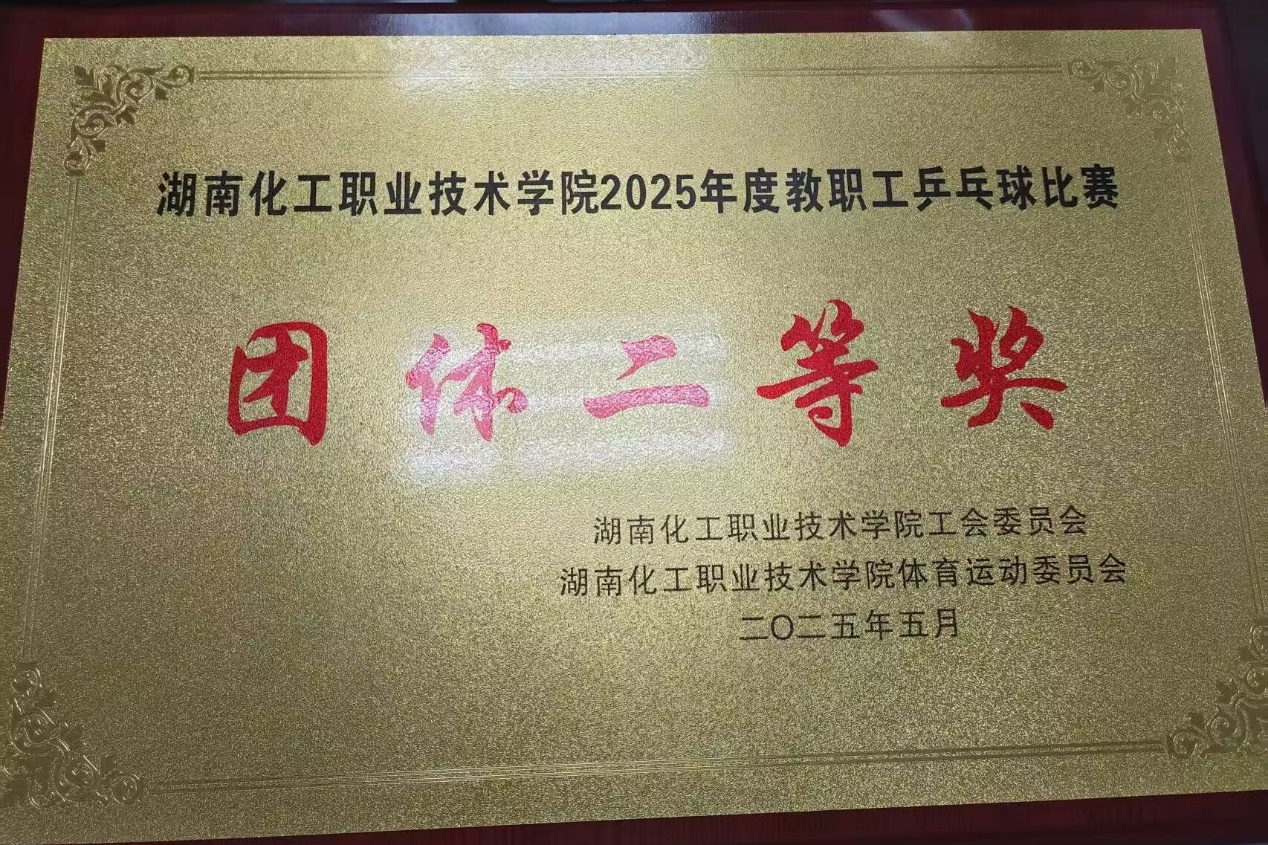 湖南化工职业技术学院2025年度教职工乒乓球比赛
团体二等奖
湖南化工职业技术学院工会委员会
湖南化工职业技术学院体育运动委员会
二〇二五年五月